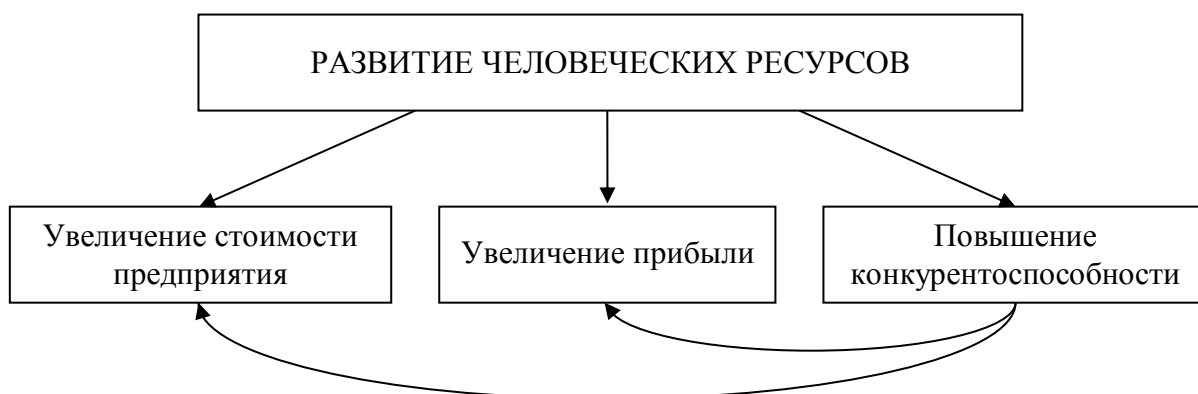 РАЗВИТИЕ ЧЕЛОВЕЧЕСКИХ РЕСУРСОВ
Увеличение стоимости
предприятия
Увеличение прибыли
Повышение
конкурентоспособности